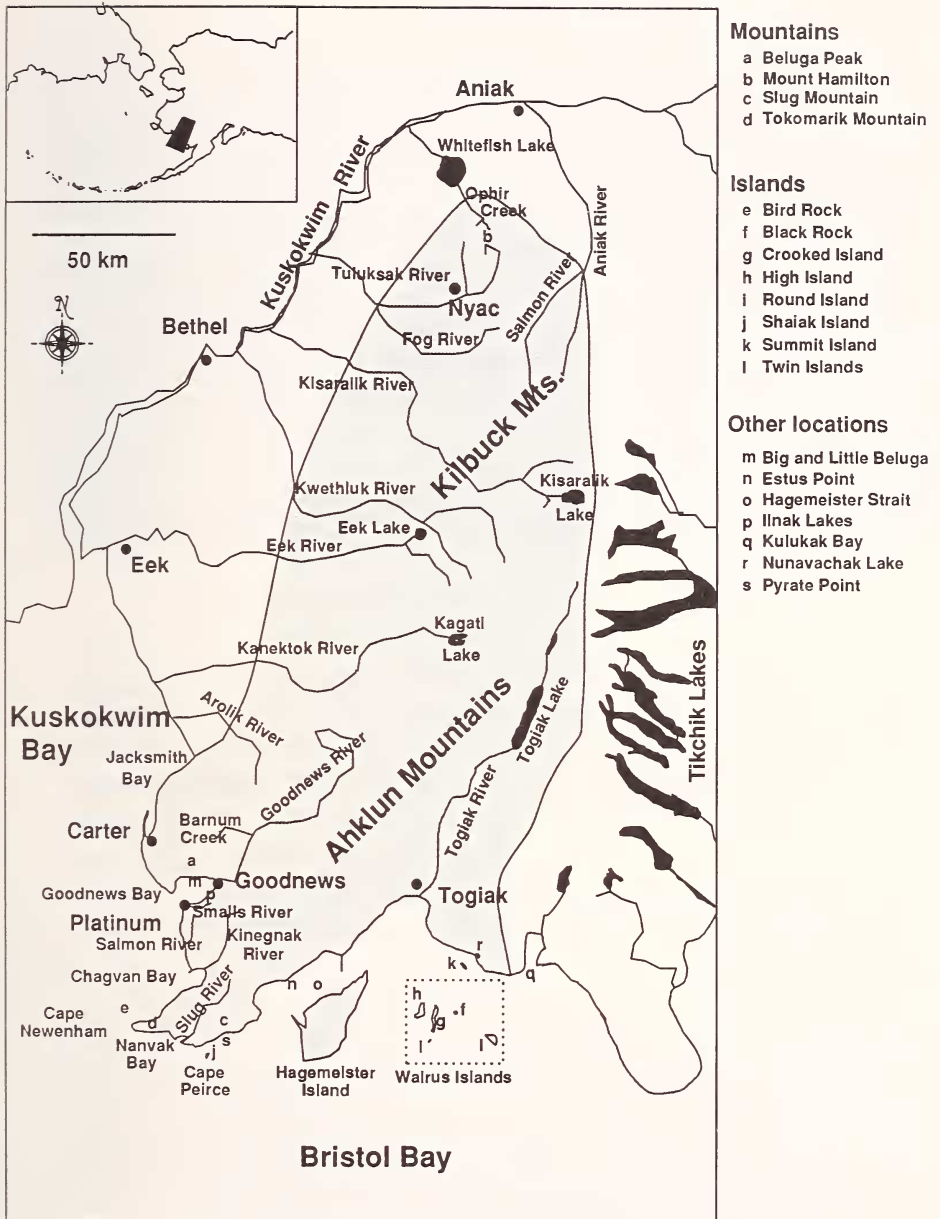 Mountains
a Beluga Peak
b Mount Hamilton
c Slug Mountain
d Tokomarik Mountain
Islands
e Bird Rock
f Black Rock
g Crooked Island
h High Island
i Round Island
j Shaiak Island
k Summit Island
l Twin Islands
Other locations
m Big and Little Beluga
n Estus Point
o Hagemeister Strait
p Ilnak Lakes
q Kulukak Bay
r Nunavachak Lake
s Pyrate Point
50 km
N
Aniak
Whitefish Lake
Ophir
Creek
b
Kuskokwim River
Aniak River
Tuluksak River
Nyac
Salmon River
Fog River
Bethel
Kisaralik River
Kilbuck Mts.
Kwethluk River
Kisaralik
Lake
Eek Lake
Eek River
Eek
Kagati
Lake
Kanektok River
Tikchik Lakes
Arolik River
Kuskokwim
Bay
Jacksmith
Bay
Goodnews River
Ahklun Mountains
Togiak Lake
Togiak River
Carter
Barnum
Creek
a
m
Goodnews
Goodnews Bay
p
Togiak
Platinum
Smalls River
Salmon River
Kinegnak
River
Chagvan Bay
r
k
q
n
o
e
Cape
Newenham
d
Slug River
c
s
j
Nanvak
Bay
Cape
Peirce
Hagemeister
Island
h
g
f
i
l
Walrus Islands
Bristol Bay